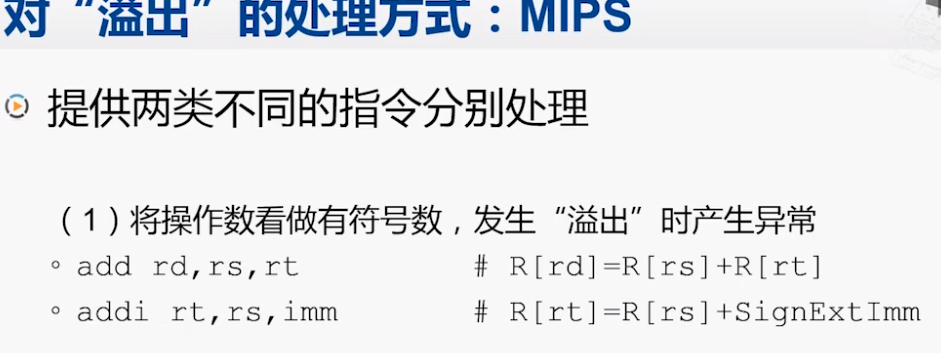 对“溢出”的处理方式：MIPS
提供两类不同的指令分别处理
（1）将操作数看做有符号数，发生“溢出”时产生异常
◦ add rd,rs,rt # R[rd]=R[rs]+R[rt]
◦ addi rt,rs,imm # R[rt]=R[rs]+SignExtImm